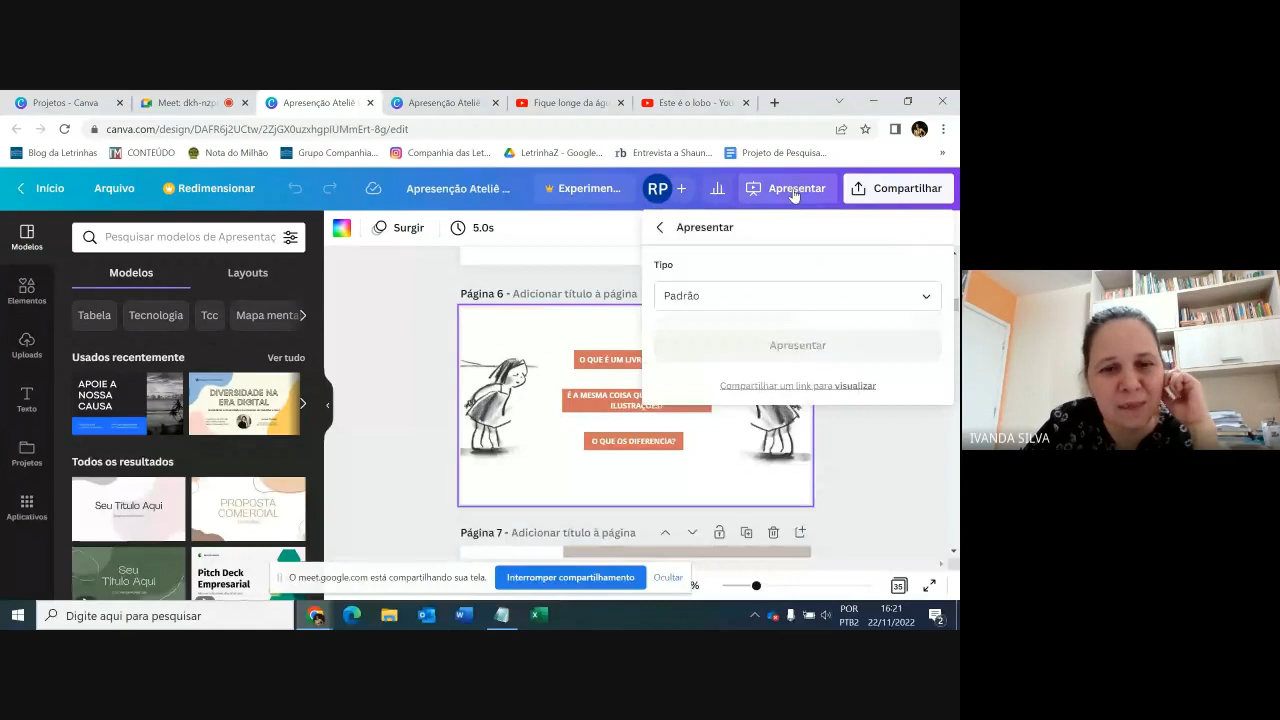 Projetos - Canva
Meet: dkh-nzp
Apresenção Ateliê
Apresenção Ateliê
Fique longe da ág
Este é o lobo - You
canva.com/design/DAFR6j2UCtw/2ZjGX0uzxhgpIUMmErt-8g/edit
Blog da Letrinhas
CONTEÚDO
Nota do Milhão
Grupo Companhia...
Companhia das Let...
LetrinhaZ - Google...
rb Entrevista a Shaun...
Projeto de Pesquisa...
»
Início
Arquivo
Redimensionar
Apresenção Ateliê ...
Experimen...
RP
+
Apresentar
Compartilhar
Modelos
Elementos
Uploads
Texto
Projetos
Aplicativos
Pesquisar modelos de Apresentaç
Modelos
Layouts
Tabela
Tecnologia
Tcc
Mapa menta
Usados recentemente
Ver tudo
APOIE A
NOSSA
CAUSA
DIVERSIDADE NA
ERA DIGITAL
Todos os resultados
Seu Título Aqui
PROPOSTA
COMERCIAL
Seu
Título
Aqui
Pitch Deck
Empresarial
Surgir
5.0s
Página 6 - Adicionar título à página
O QUE É UM LIVR
É A MESMA COISA QU
ILUSTRAÇÕES?
O QUE OS DIFERENCIA?
Página 7 - Adicionar título à página
Apresentar
Tipo
Padrão
Apresentar
Compartilhar um link para visualizar
O meet.google.com está compartilhando sua tela.
Interromper compartilhamento
Ocultar
%
35
Digite aqui para pesquisar
POR
PTB2
16:21
22/11/2022
2
IVANDA SILVA